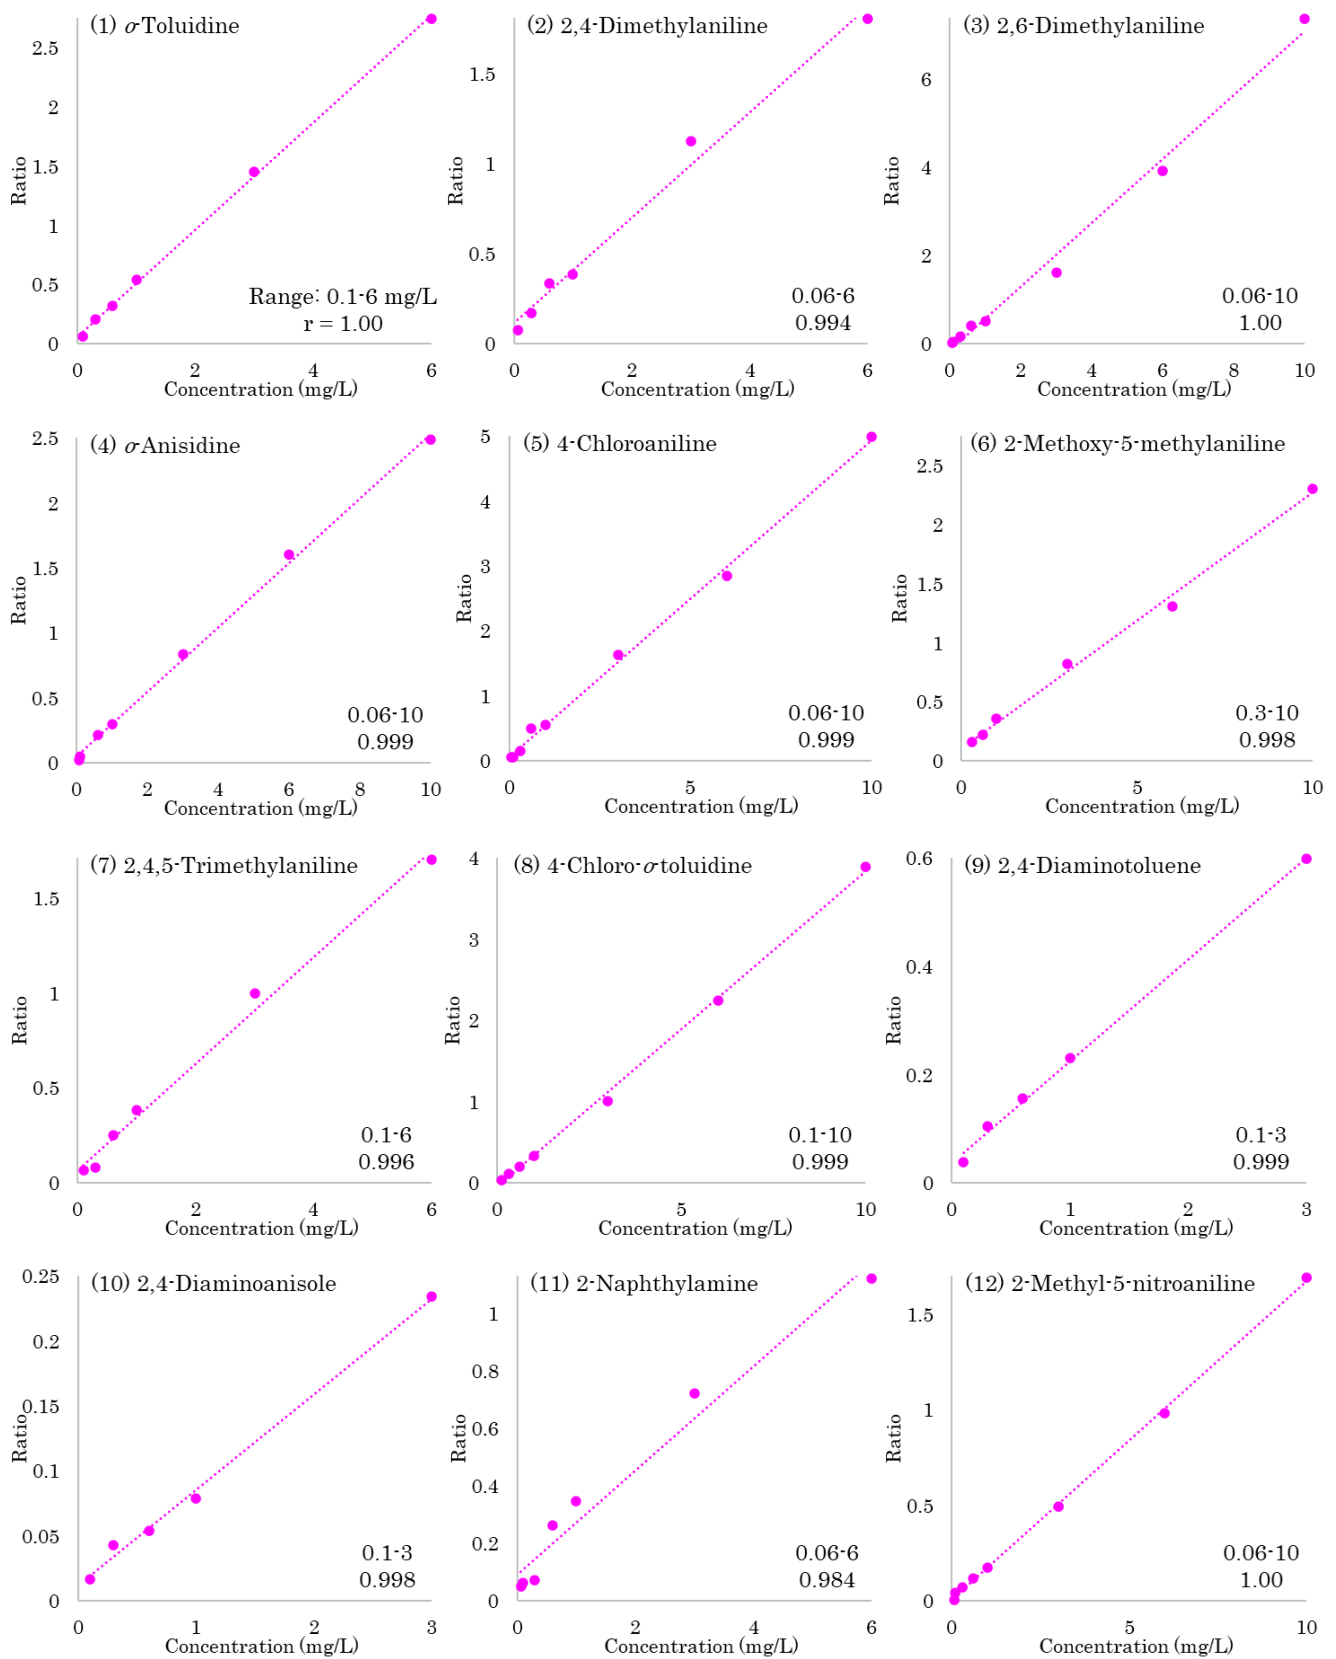 (1) o-Toluidine
2.5
2
1.5
1
0.5
0
Ratio
Range: 0.1-6 mg/L
r = 1.00
0 2 4 6
Concentration (mg/L)
(2) 2,4-Dimethylaniline
1.5
1
0.5
0
Ratio
0.06-6
0.994
0 2 4 6
Concentration (mg/L)
(3) 2,6-Dimethylaniline
6
4
2
0
Ratio
0.06-10
1.00
0 2 4 6 8 10
Concentration (mg/L)
(4) o-Anisidine
2.5
2
1.5
1
0.5
0
Ratio
0.06-10
0.999
0 2 4 6 8 10
Concentration (mg/L)
(5) 4-Chloroaniline
5
4
3
2
1
0
Ratio
0.06-10
0.999
0 5 10
Concentration (mg/L)
(6) 2-Methoxy-5-methylaniline
2.5
2
1.5
1
0.5
0
Ratio
0.3-10
0.998
0 5 10
Concentration (mg/L)
(7) 2,4,5-Trimethylaniline
1.5
1
0.5
0
Ratio
0.1-6
0.996
0 2 4 6
Concentration (mg/L)
(8) 4-Chloro-o-toluidine
4
3
2
1
0
Ratio
0.1-10
0.999
0 5 10
Concentration (mg/L)
(9) 2,4-Diaminotoluene
0.6
0.4
0.2
0
Ratio
0.1-3
0.999
0 1 2 3
Concentration (mg/L)
(10) 2,4-Diaminoanisole
0.25
0.2
0.15
0.1
0.05
0
Ratio
0.1-3
0.998
0 1 2 3
Concentration (mg/L)
(11) 2-Naphthylamine
1
0.8
0.6
0.4
0.2
0
Ratio
0.06-6
0.984
0 2 4 6
Concentration (mg/L)
(12) 2-Methyl-5-nitroaniline
1.5
1
0.5
0
Ratio
0.06-10
1.00
0 5 10
Concentration (mg/L)